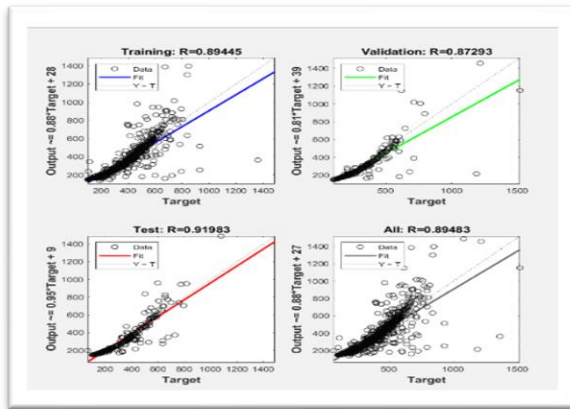 Training: R=0.89445
Output ~= 0.88*Target + 28
1400
1200
1000
800
600
400
200
Data
Fit
Y = T
200 400 600 800 1000 1200 1400
Target
Validation: R=0.87293
Output ~= 0.81*Target + 39
1400
1200
1000
800
600
400
200
Data
Fit
Y = T
500 1000 1500
Target
Test: R=0.91983
Output ~= 0.95*Target + 9
1400
1200
1000
800
600
400
200
Data
Fit
Y = T
200 400 600 800 1000 1200 1400
Target
All: R=0.89483
Output ~= 0.88*Target + 27
1400
1200
1000
800
600
400
200
Data
Fit
Y = T
500 1000 1500
Target